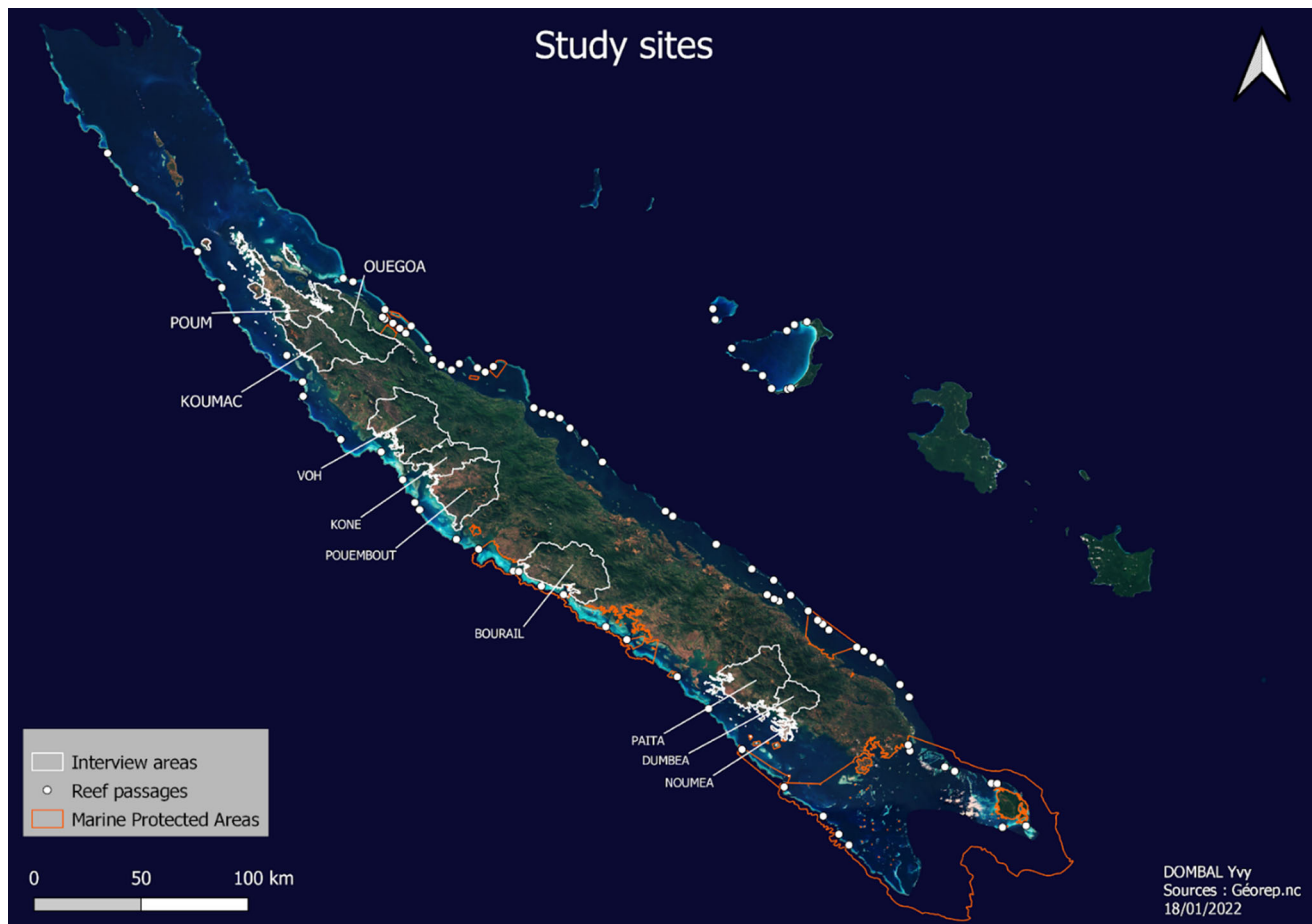 Study sites
OUEGOA
POUM
KOUMAC
VOH
KONE
POUEMBOUT
BOURAIL
PAITA
DUMBEA
NOUMEA
Interview areas
Reef passages
Marine Protected Areas
0 50 100 km
DOMBAL Yvy
Sources : Géorep.nc
18/01/2022